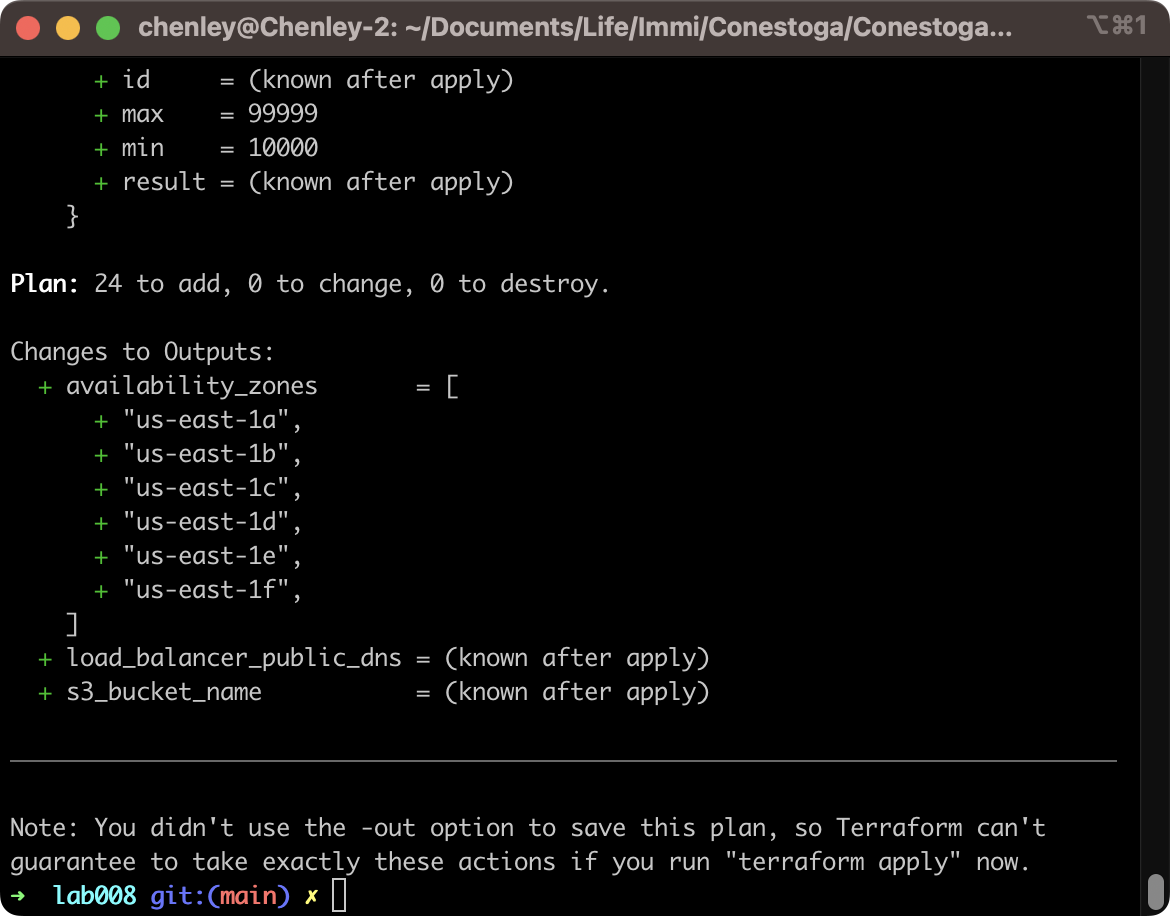 chenley@Chenley-2: ~/Documents/Life/Immi/Conestoga/Conestoga... ⌥⌘1
+ id     = (known after apply)
+ max    = 99999
+ min    = 10000
+ result = (known after apply)
}
Plan: 24 to add, 0 to change, 0 to destroy.
Changes to Outputs:
+ availability_zones       = [
+ "us-east-1a",
+ "us-east-1b",
+ "us-east-1c",
+ "us-east-1d",
+ "us-east-1e",
+ "us-east-1f",
]
+ load_balancer_public_dns = (known after apply)
+ s3_bucket_name           = (known after apply)
Note: You didn't use the -out option to save this plan, so Terraform can't
guarantee to take exactly these actions if you run "terraform apply" now.
→ lab008 git:(main) ✗